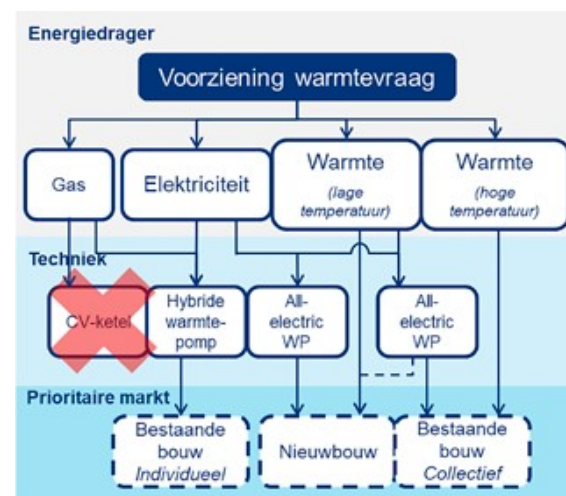 Energiedrager
Voorziening warmtevraag
Gas
Elektriciteit
Warmte
(lage
temperatuur)
Warmte
(hoge
temperatuur)
Techniek
CV-ketel
Hybride
warmte-
pomp
All-
electric
WP
All-
electric
WP
Prioritaire markt
Bestaande
bouw
Individueel
Nieuwbouw
Bestaande
bouw
Collectief